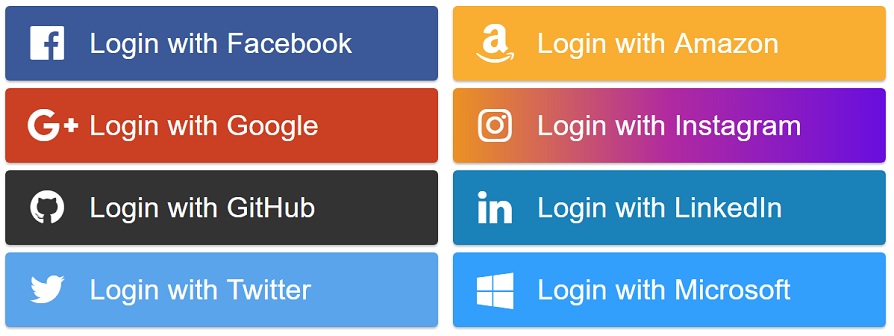 Login with Facebook
Login with Amazon
Login with Google
Login with Instagram
Login with GitHub
Login with LinkedIn
Login with Twitter
Login with Microsoft